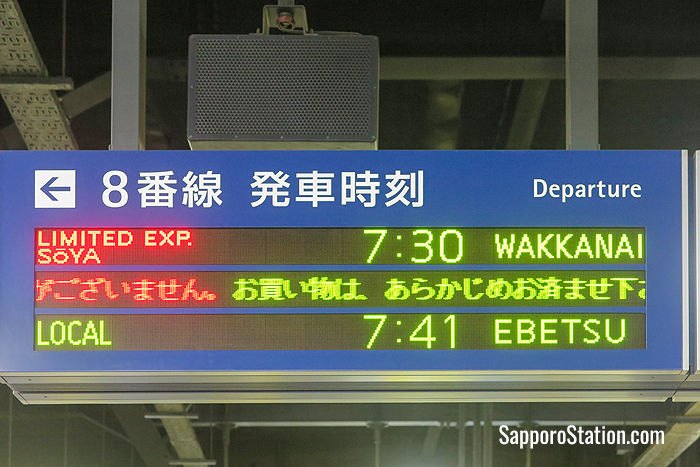 8番線 発車時刻 Departure
LIMITED EXP. SŌYA 7:30 WAKKANAI
ございません。お買い物は、あらかじめお済ませ下
LOCAL 7:41 EBETSU
SapporoStation.com